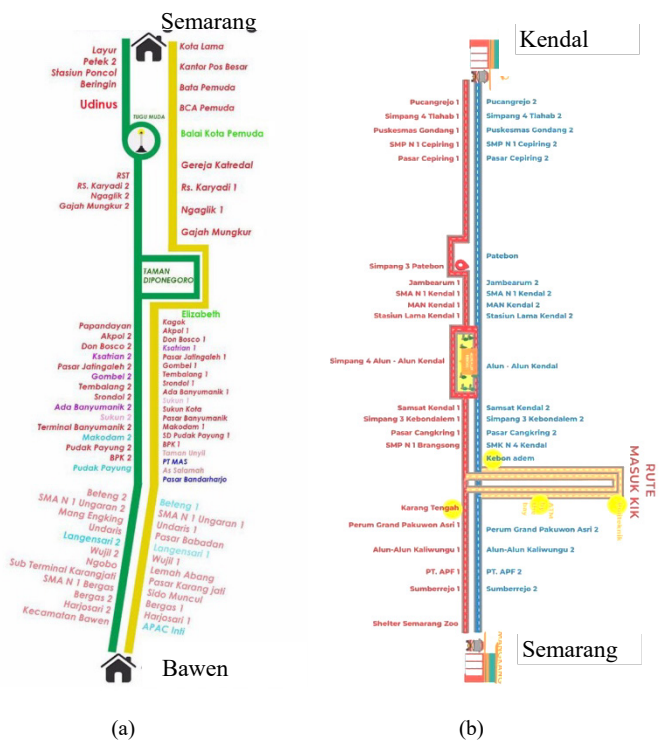 Semarang
Layur
Petek 2
Stasiun Poncol
Beringin
Udinus
TUGU MUDA
RST
RS. Karyadi 2
Ngaglik 2
Gajah Mungkur 2
TAMAN
DIPONEGORO
Papandayan
Akpol 2
Don Bosco 2
Ksatrian 2
Pasar Jatingaleh 2
Gombel 2
Tembalang 2
Srondol 2
Ada Banyumanik 2
Sukun 2
Terminal Banyumanik 2
Makodam 2
Pudak Payung 2
BPK 2
Pudak Payung
Beteng 2
SMA N 1 Ungaran 2
Mang Engking
Undaris
Langensari 2
Wujil 2
Ngobo
Sub Terminal Karangjati
SMA N 1 Bergas
Bergas 2
Harjosari 2
Kecamatan Bawen
Kota Lama
Kantor Pos Besar
Bata Pemuda
BCA Pemuda
Balai Kota Pemuda
Gereja Katredal
Rs. Karyadi 1
Ngaglik 1
Gajah Mungkur
Elizabeth
Kagok
Akpol 1
Don Bosco 1
Ksatrian 1
Pasar Jatingaleh 1
Gombel 1
Tembalang 1
Srondol 1
Ada Banyumanik 1
Sukun 1
Sukun Kota
Pasar Banyumanik
Makodam 1
SD Pudak Payung 1
BPK 1
Taman Unyil
PT MAS
As Salamah
Pasar Bandarharjo
Beteng 1
SMA N 1 Ungaran 1
Undaris 1
Pasar Babadan
Langensari 1
Wujil 1
Lemah Abang
Pasar Karang jati
Sido Muncul
Bergas 1
Harjosari 1
APAC Inti
Bawen
(a)
Kendal
Pucangrejo 1
Simpang 4 Tlahab 1
Puskesmas Gondang 1
SMP N 1 Cepiring 1
Pasar Cepiring 1
Simpang 3 Patebon
Jambearum 1
SMA N 1 Kendal 1
MAN Kendal 1
Stasiun Lama Kendal 1
Simpang 4 Alun - Alun Kendal
Samsat Kendal 1
Simpang 3 Kebondalem 1
Pasar Cangkring 1
SMP N 1 Brangsong
Karang Tengah
Perum Grand Pakuwon Asri 1
Alun-Alun Kaliwungu 1
PT. APF 1
Sumberrejo 1
Shelter Semarang Zoo
Pucangrejo 2
Simpang 4 Tlahab 2
Puskesmas Gondang 2
SMP N 1 Cepiring 2
Pasar Cepiring 2
Patebon
Jambearum 2
SMA N 1 Kendal 2
MAN Kendal 2
Stasiun Lama Kendal 2
Alun - Alun Kendal
Samsat Kendal 2
Simpang 3 Kebondalem 2
Pasar Cangkring 2
SMK N 4 Kendal
Kebon adem
RUTE
MASUK KIK
Perum Grand Pakuwon Asri 2
Alun-Alun Kaliwungu 2
PT. APF 2
Sumberrejo 2
Semarang
(b)